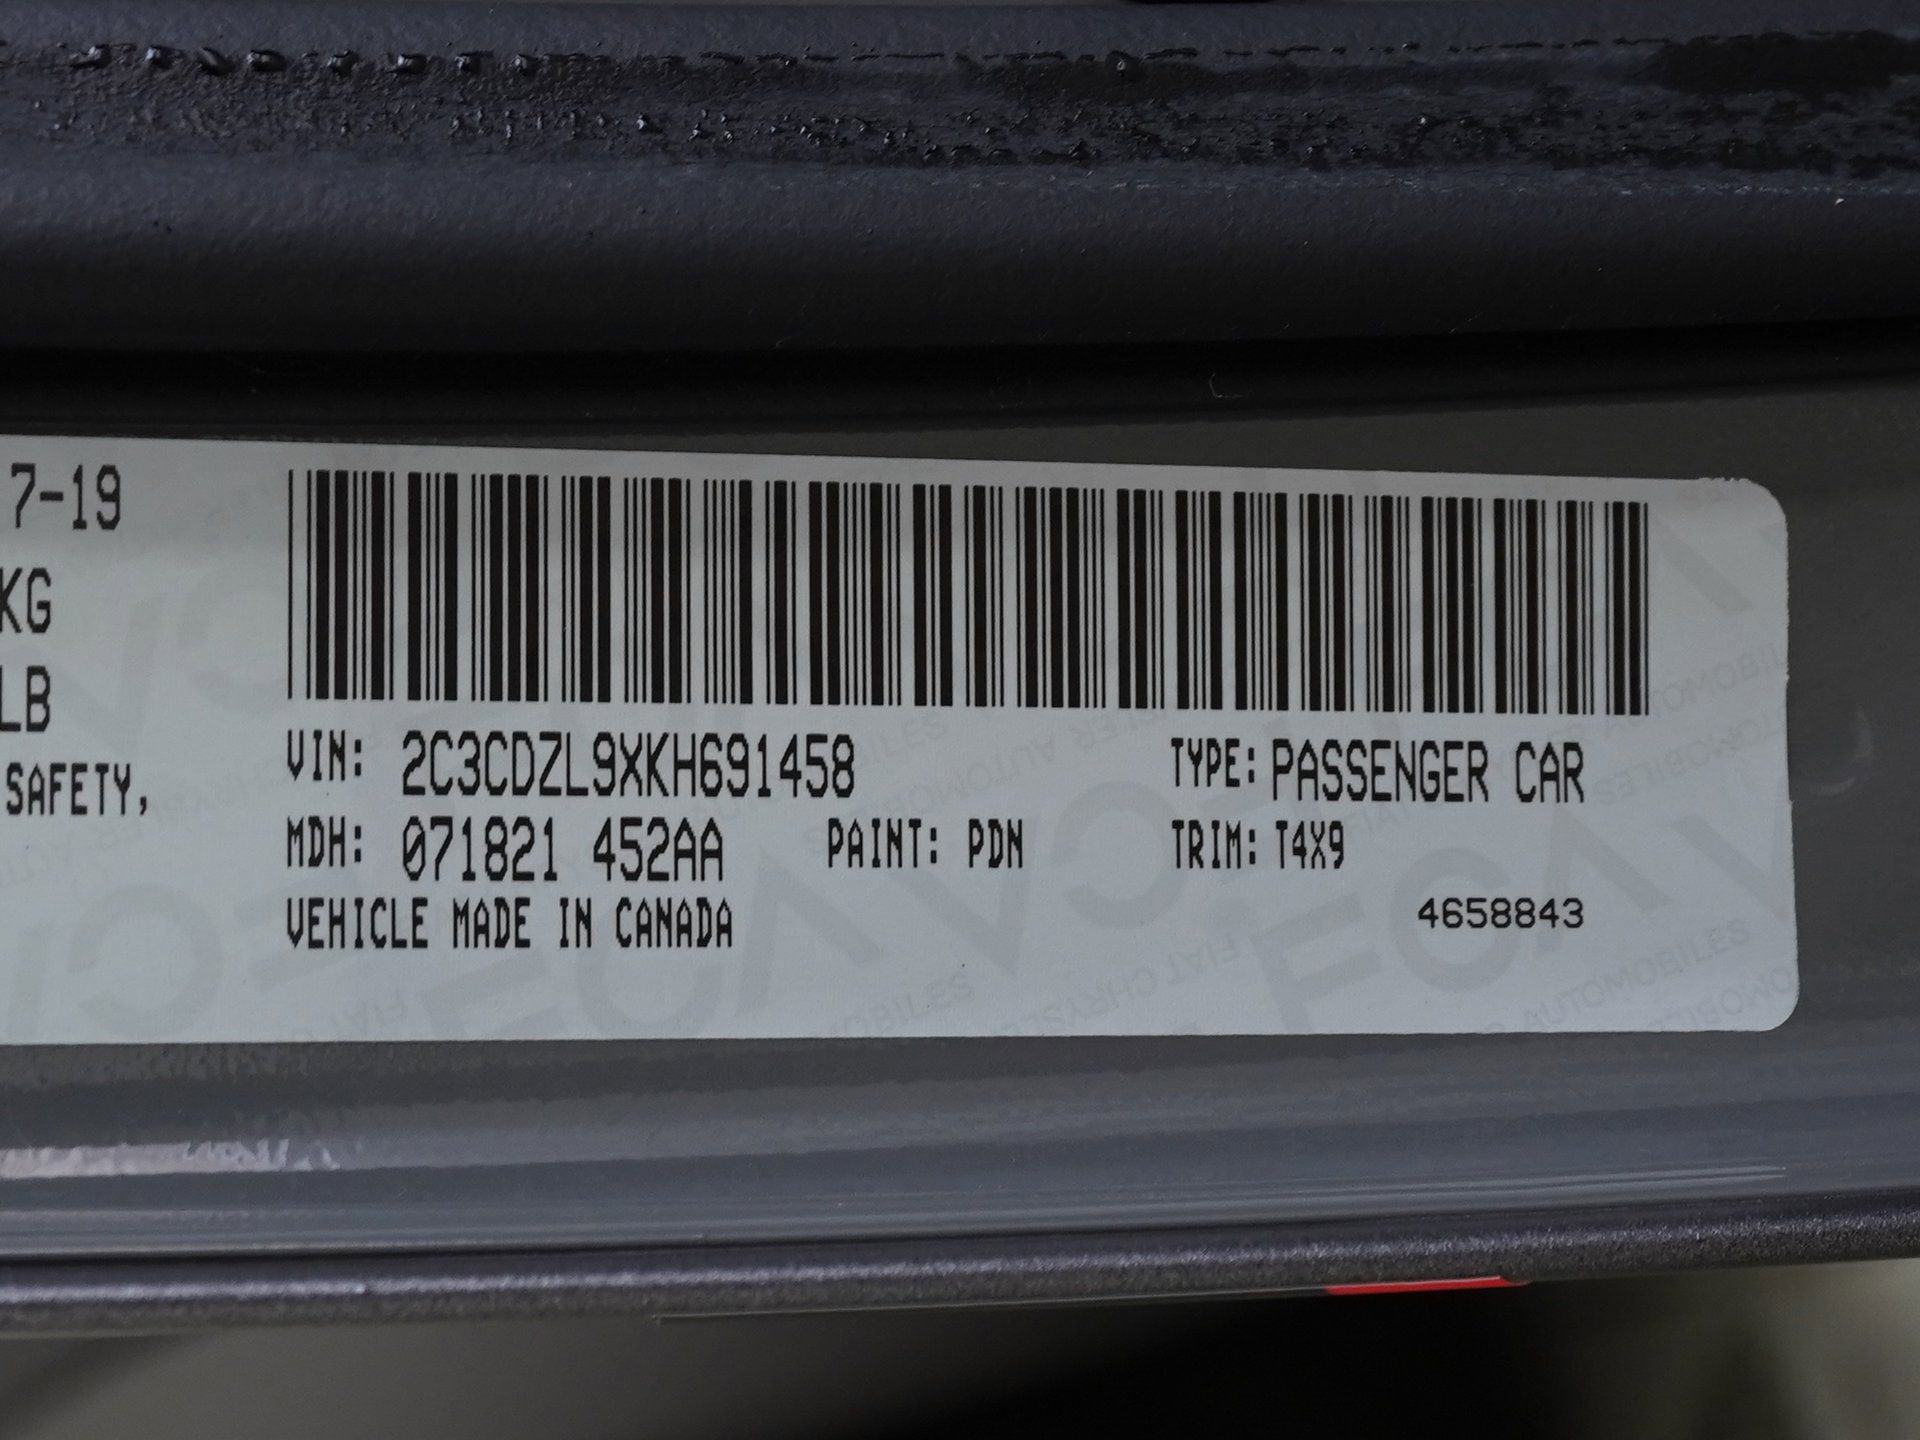 7-19
KG
LB
SAFETY,
VIN: 2C3CDZL9XKH691458 TYPE: PASSENGER CAR
MDH: 071821 452AA PAINT: PDN TRIM: T4X9
VEHICLE MADE IN CANADA 4658843